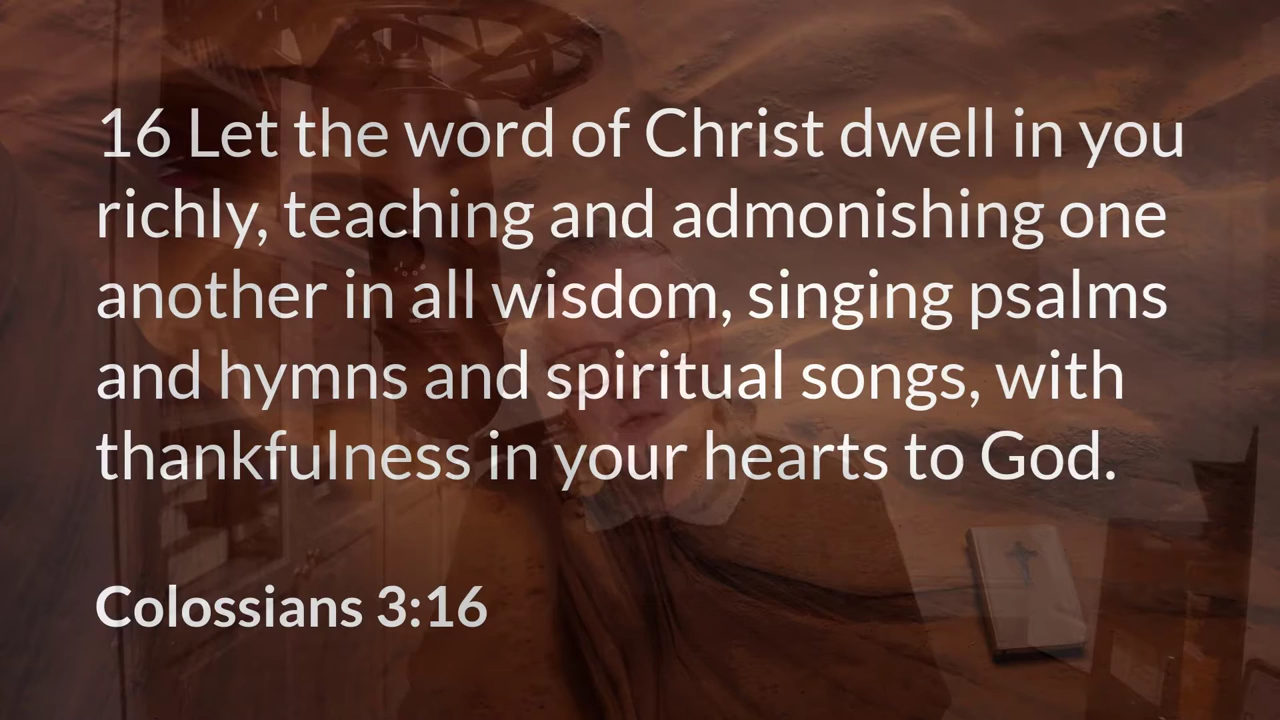 16 Let the word of Christ dwell in you
richly, teaching and admonishing one
another in all wisdom, singing psalms
and hymns and spiritual songs, with
thankfulness in your hearts to God.
Colossians 3:16